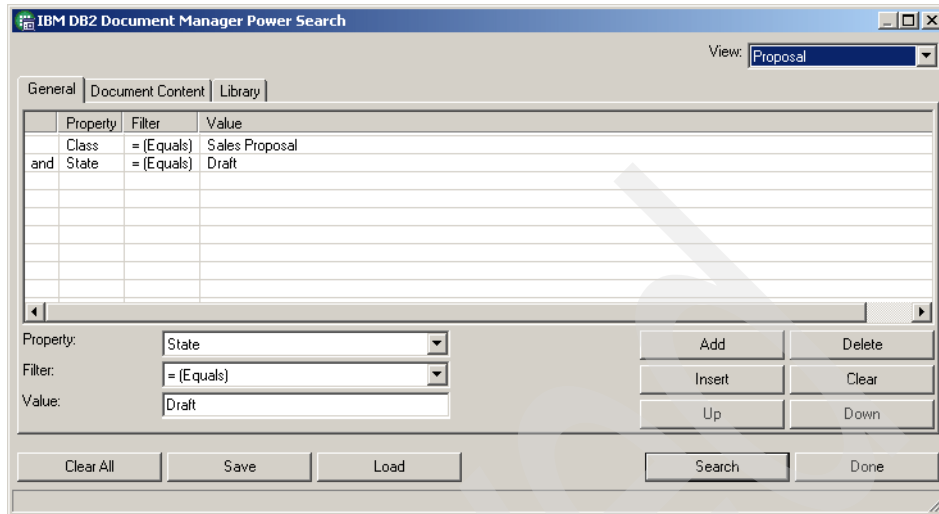 IBM DB2 Document Manager Power Search
View: Proposal
General Document Content Library
Property Filter Value
Class = (Equals) Sales Proposal
and State = (Equals) Draft
Property: State Add Delete
Filter: = (Equals) Insert Clear
Value: Draft Up Down
Clear All Save Load Search Done